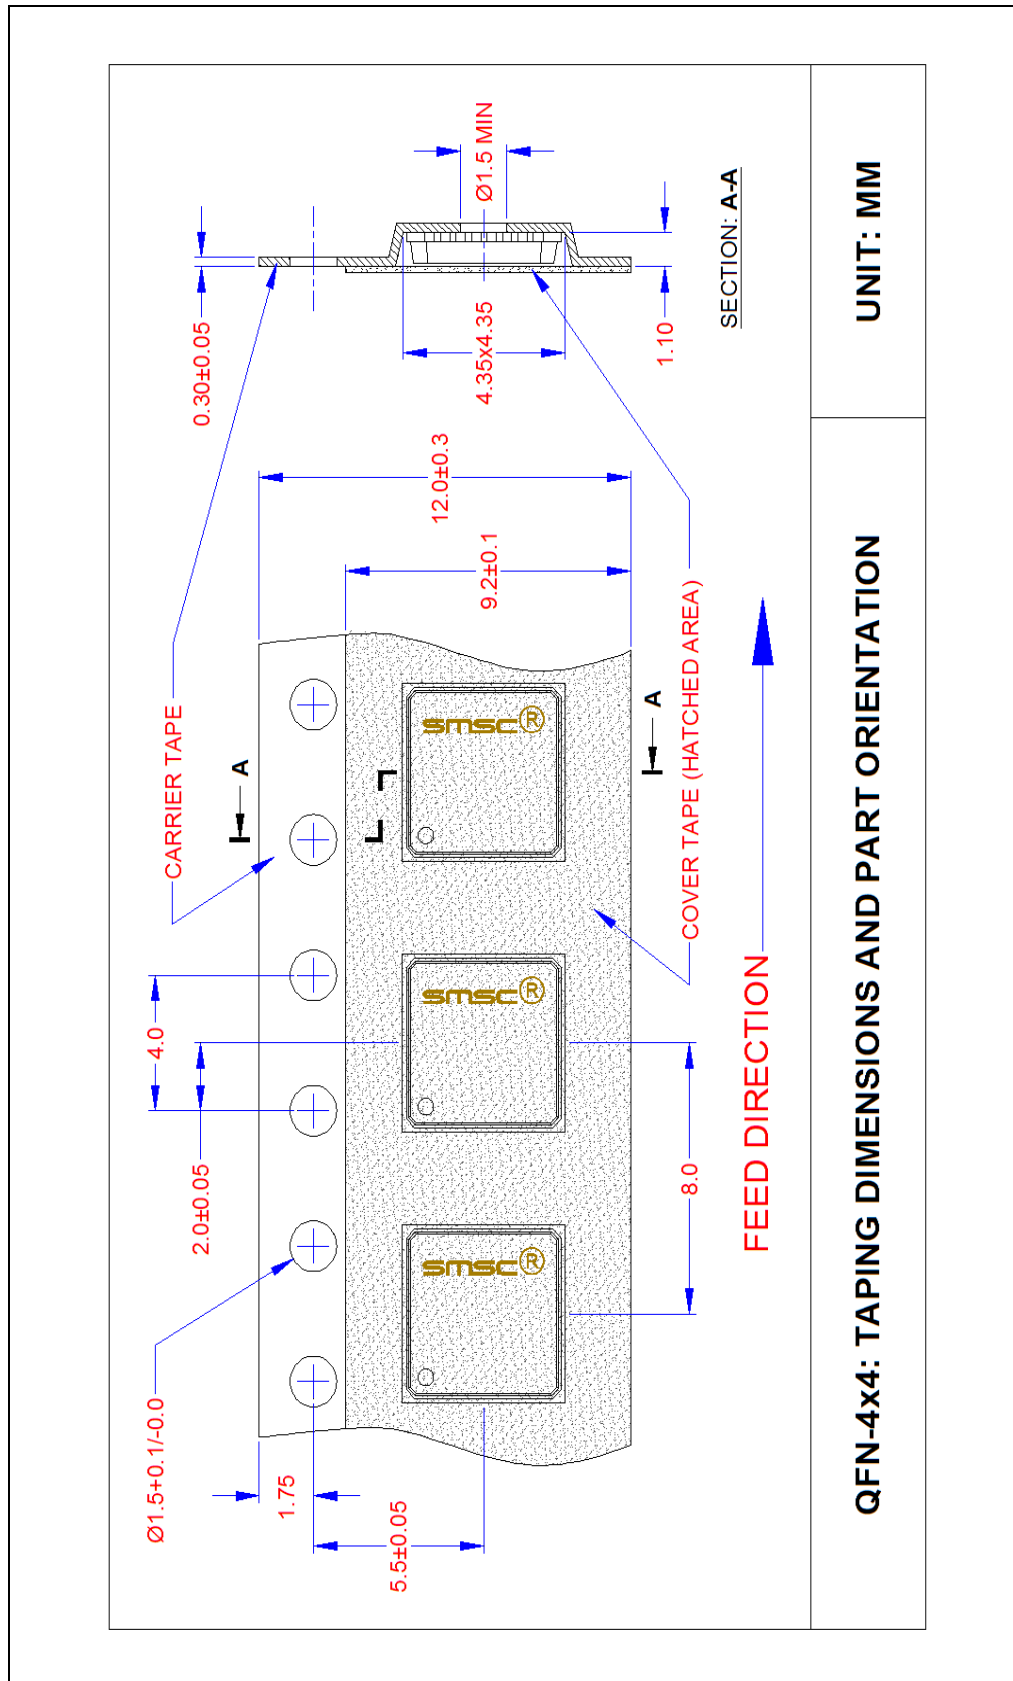 Ø1.5 MIN
SECTION: A-A
0.30±0.05
4.35x4.35
1.10
12.0±0.3
9.2±0.1
CARRIER TAPE
A
A
COVER TAPE (HATCHED AREA)
smsc®
smsc®
smsc®
4.0
2.0±0.05
8.0
FEED DIRECTION
Ø1.5+0.1/-0.0
1.75
5.5±0.05
QFN-4x4: TAPING DIMENSIONS AND PART ORIENTATION
UNIT: MM